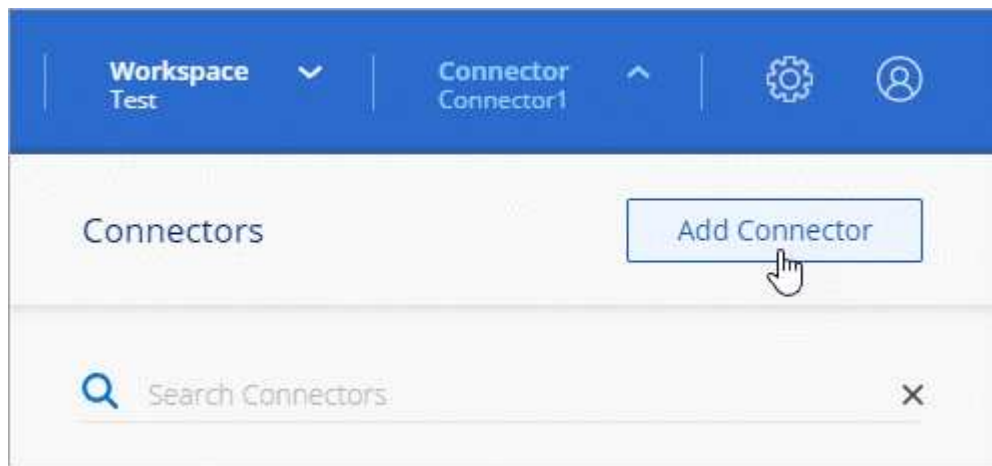 Workspace
Test
Connector
Connector1
Connectors
Add Connector
Search Connectors